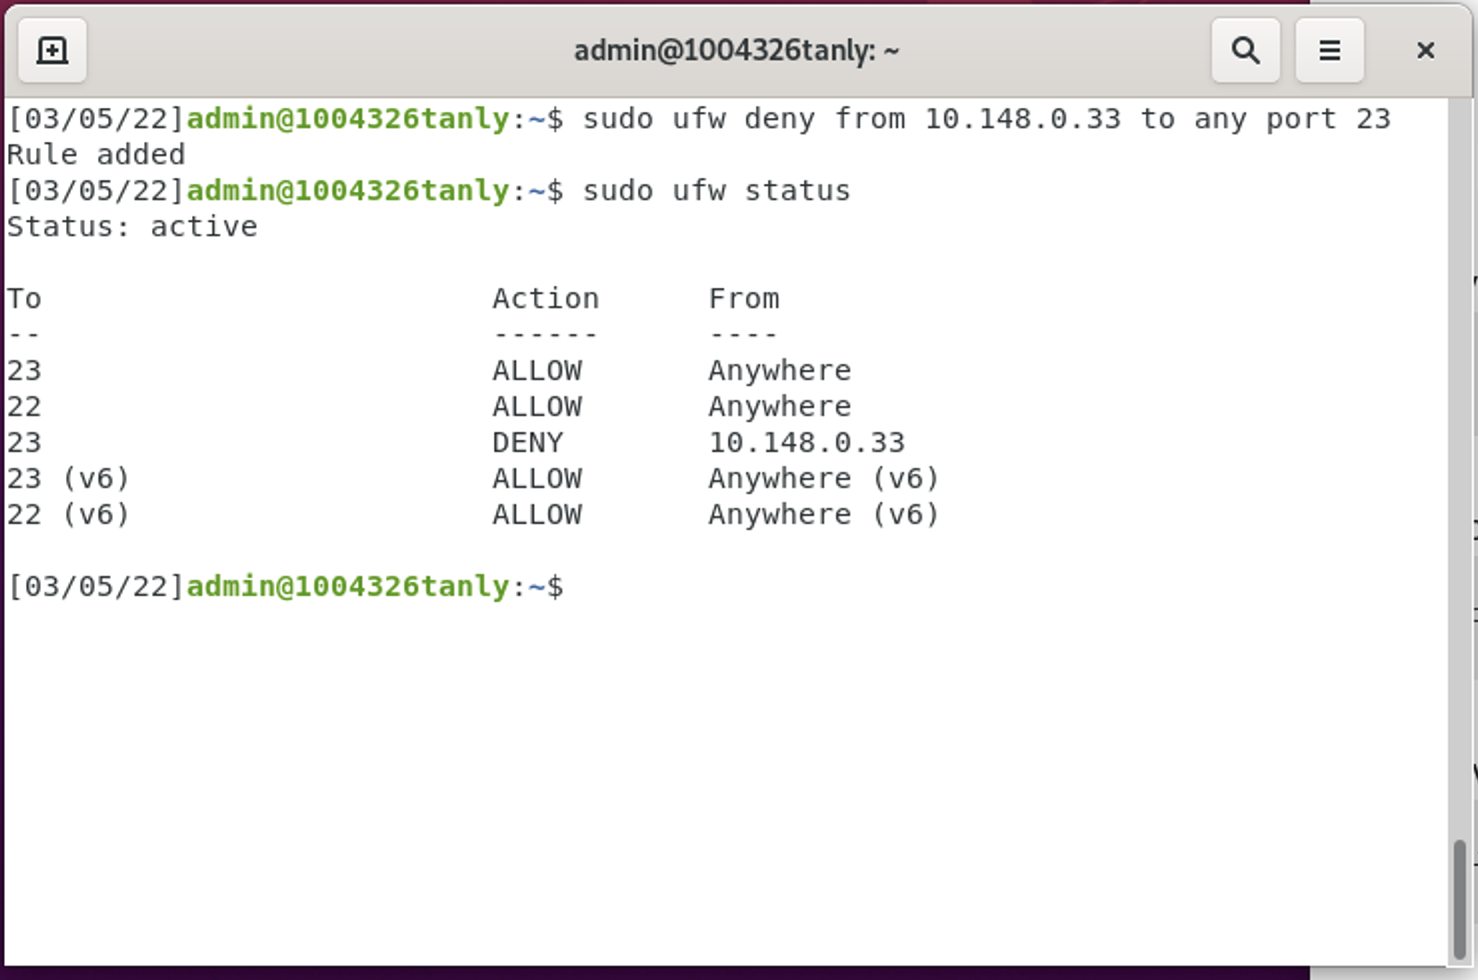 admin@1004326tanly: ~
[03/05/22]admin@1004326tanly:~$ sudo ufw deny from 10.148.0.33 to any port 23
Rule added
[03/05/22]admin@1004326tanly:~$ sudo ufw status
Status: active
To                         Action      From
--                         ------      ----
23                         ALLOW       Anywhere
22                         ALLOW       Anywhere
23                         DENY        10.148.0.33
23 (v6)                    ALLOW       Anywhere (v6)
22 (v6)                    ALLOW       Anywhere (v6)
[03/05/22]admin@1004326tanly:~$